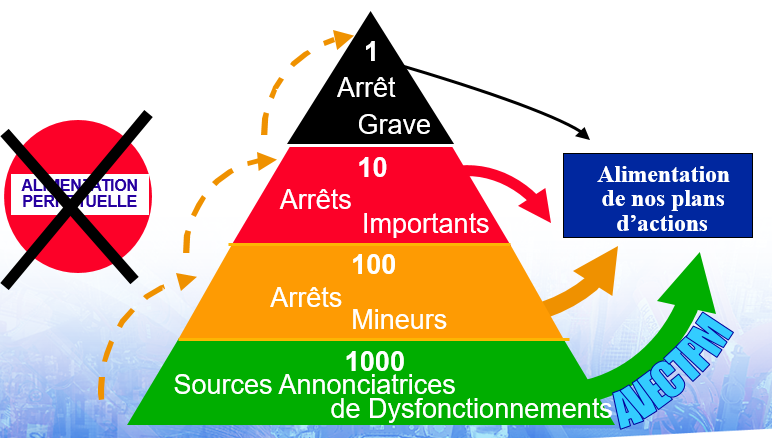 1
Arrêt
Grave
ALIMENTATION
PERPETUELLE
10
Arrêts
Importants
Alimentation
de nos plans
d’actions
100
Arrêts
Mineurs
1000
Sources Annonciatrices
de Dysfonctionnements
AVEC TPM